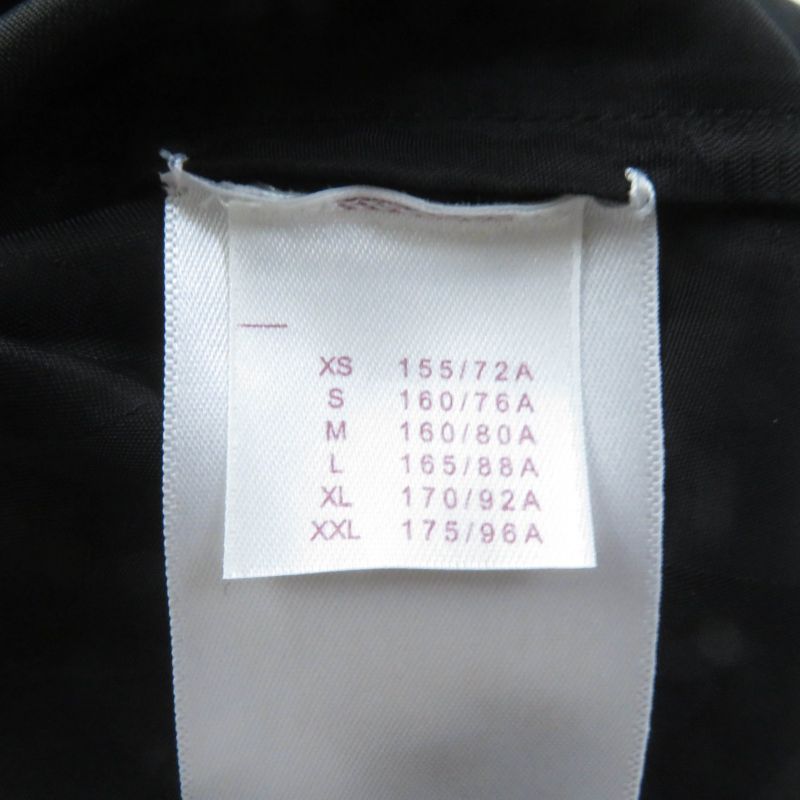 XS 155/72A
S 160/76A
M 160/80A
L 165/88A
XL 170/92A
XXL 175/96A